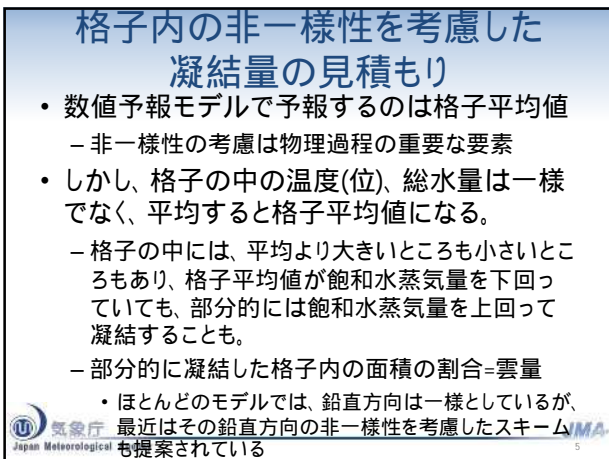 格子内の非一様性を考慮した
凝結量の見積もり
• 数値予報モデルで予報するのは格子平均値
– 非一様性の考慮は物理過程の重要な要素
• しかし、格子の中の温度(位)、総水量は一様
でなく、平均すると格子平均値になる。
– 格子の中には、平均より大きいところも小さいとこ
ろもあり、格子平均値が飽和水蒸気量を下回っ
ていても、部分的には飽和水蒸気量を上回って
凝結することも。
– 部分的に凝結した格子内の面積の割合=雲量
• ほとんどのモデルでは、鉛直方向は一様としているが、
最近はその鉛直方向の非一様性を考慮したスキーム
も提案されている
気象庁
Japan Meteorological
JMA
5